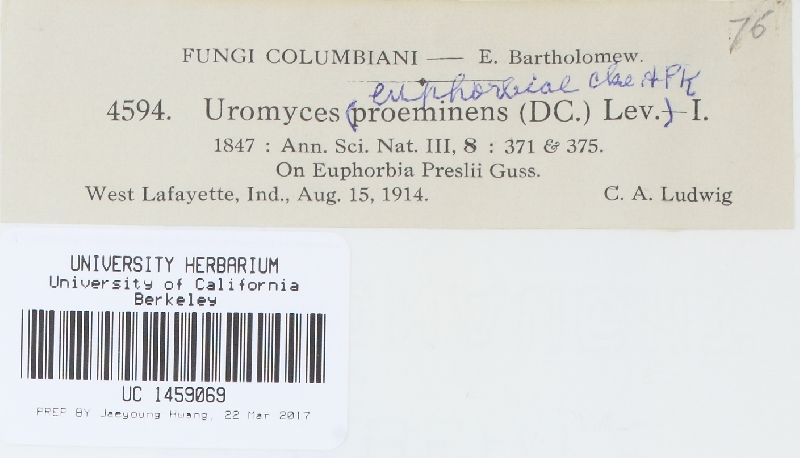 76
FUNGI COLUMBIANI — E. Bartholomew.
euphorbiae C & PK
4594. Uromyces (proeminens (DC.) Lev.) - I.
1847 : Ann. Sci. Nat. III, 8 : 371 & 375.
On Euphorbia Preslii Guss.
West Lafayette, Ind., Aug. 15, 1914. C. A. Ludwig
UNIVERSITY HERBARIUM
University of California
Berkeley
UC 1459069
PREP BY Jaeyoung Huang, 22 Mar 2017